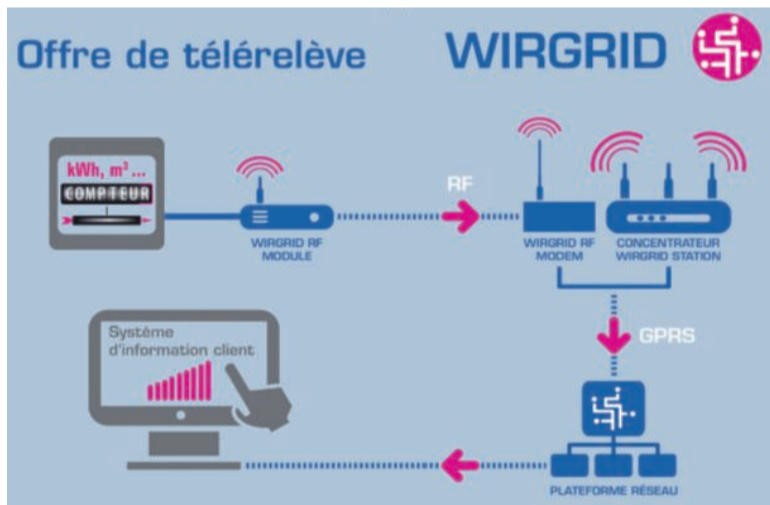 Offre de télérelève
WIRGRID
kWh, m³ ...
COMPTEUR
RF
WIRGRID RF
MODULE
WIRGRID RF
MODEM
CONCENTRATEUR
WIRGRID STATION
GPRS
Système
d'information client
PLATEFORME RÉSEAU